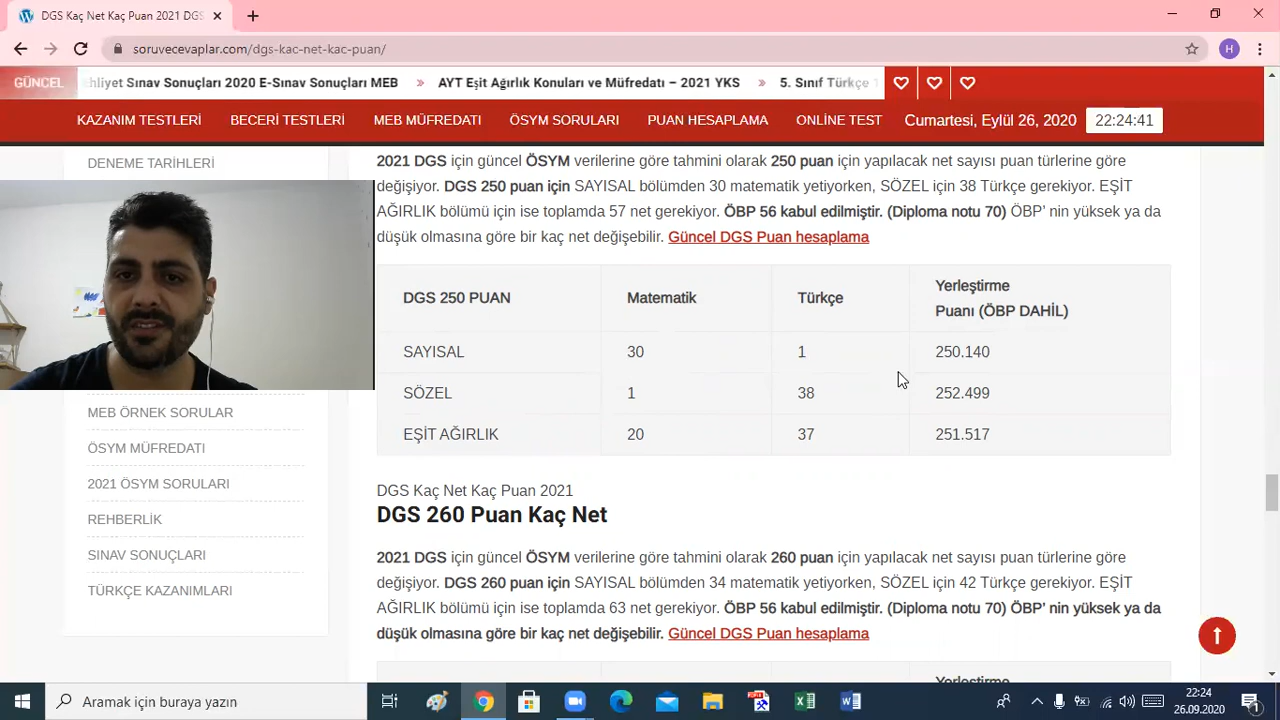 DGS Kaç Net Kaç Puan 2021 DGS
soruvecevaplar.com/dgs-kac-net-kac-puan/
H
GÜNCEL
ehliyet Sınav Sonuçları 2020 E-Sınav Sonuçları MEB » AYT Eşit Ağırlık Konuları ve Müfredatı – 2021 YKS » 5. Sınıf Türkçe 1
KAZANIM TESTLERİ BECERİ TESTLERİ MEB MÜFREDATI ÖSYM SORULARI PUAN HESAPLAMA ONLİNE TEST Cumartesi, Eylül 26, 2020 22:24:41
DENEME TARİHLERİ
MEB ÖRNEK SORULAR
ÖSYM MÜFREDATI
2021 ÖSYM SORULARI
REHBERLİK
SINAV SONUÇLARI
TÜRKÇE KAZANIMLARI
2021 DGS için güncel ÖSYM verilerine göre tahmini olarak 250 puan için yapılacak net sayısı puan türlerine göre
değişiyor. DGS 250 puan için SAYISAL bölümden 30 matematik yetiyorken, SÖZEL için 38 Türkçe gerekiyor. EŞİT
AĞIRLIK bölümü için ise toplamda 57 net gerekiyor. ÖBP 56 kabul edilmiştir. (Diploma notu 70) ÖBP’ nin yüksek ya da
düşük olmasına göre bir kaç net değişebilir. Güncel DGS Puan hesaplama
DGS 250 PUAN Matematik Türkçe Yerleştirme
Puanı (ÖBP DAHİL)
SAYISAL 30 1 250.140
SÖZEL 1 38 252.499
EŞİT AĞIRLIK 20 37 251.517
DGS Kaç Net Kaç Puan 2021
DGS 260 Puan Kaç Net
2021 DGS için güncel ÖSYM verilerine göre tahmini olarak 260 puan için yapılacak net sayısı puan türlerine göre
değişiyor. DGS 260 puan için SAYISAL bölümden 34 matematik yetiyorken, SÖZEL için 42 Türkçe gerekiyor. EŞİT
AĞIRLIK bölümü için ise toplamda 63 net gerekiyor. ÖBP 56 kabul edilmiştir. (Diploma notu 70) ÖBP’ nin yüksek ya da
düşük olmasına göre bir kaç net değişebilir. Güncel DGS Puan hesaplama
Yerleştirme
Aramak için buraya yazın
22:24
26.09.2020
1